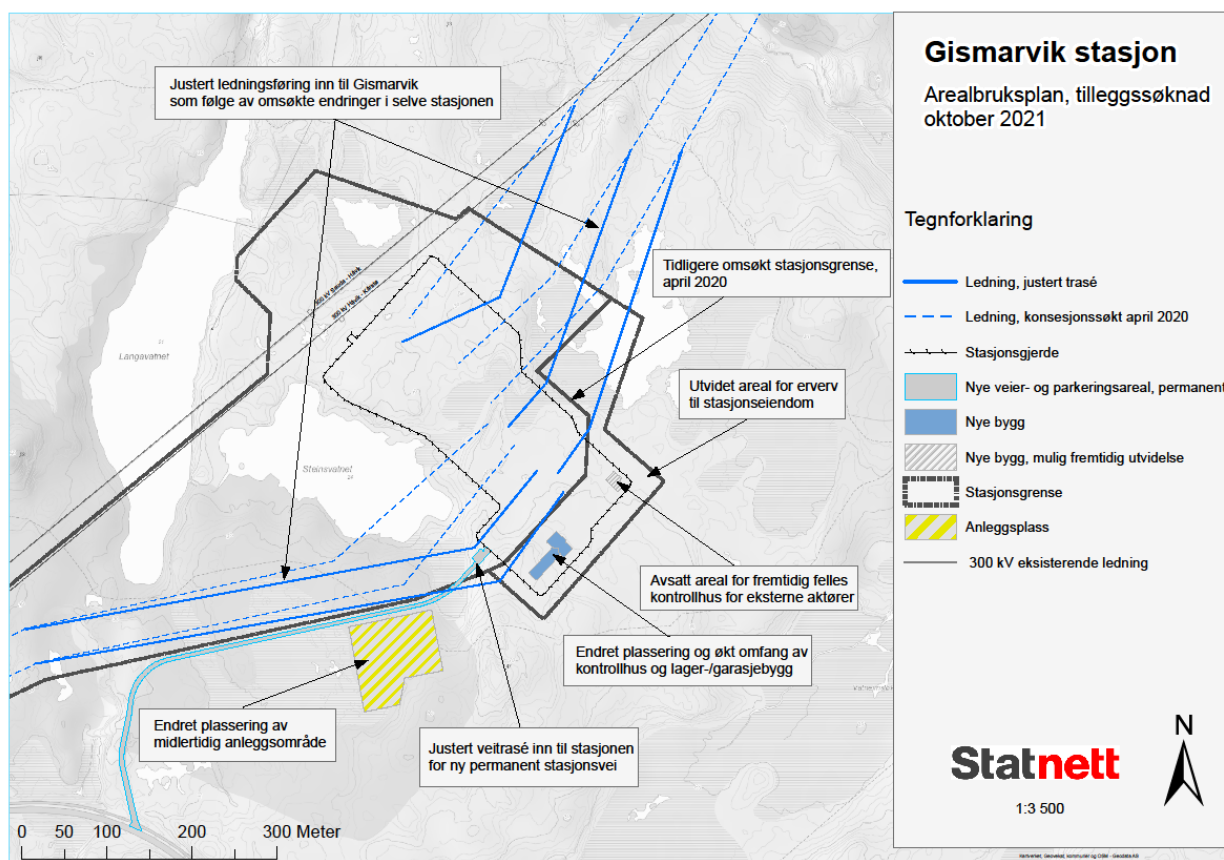 Justert ledningsføring inn til Gismarvik
som følge av omsøkte endringer i selve stasjonen
Tidligere omsøkt stasjonsgrense,
april 2020
Utvidet areal for erverv
til stasjonseiendom
Langavatnet
Steinsvatnet
Avsatt areal for fremtidig felles
kontrollhus for eksterne aktører
Endret plassering og økt omfang av
kontrollhus og lager-/garasjebygg
Endret plassering av
midlertidig anleggsområde
Justert veitrasé inn til stasjonen
for ny permanent stasjonsvei
0 50 100 200 300 Meter
Gismarvik stasjon
Arealbruksplan, tilleggssøknad
oktober 2021
Tegnforklaring
Ledning, justert trasé
Ledning, konsesjonssøkt april 2020
Stasjonsgjerde
Nye veier- og parkeringsareal, permanent
Nye bygg
Nye bygg, mulig fremtidig utvidelse
Stasjonsgrense
Anleggsplass
300 kV eksisterende ledning
N
Statnett
1:3 500